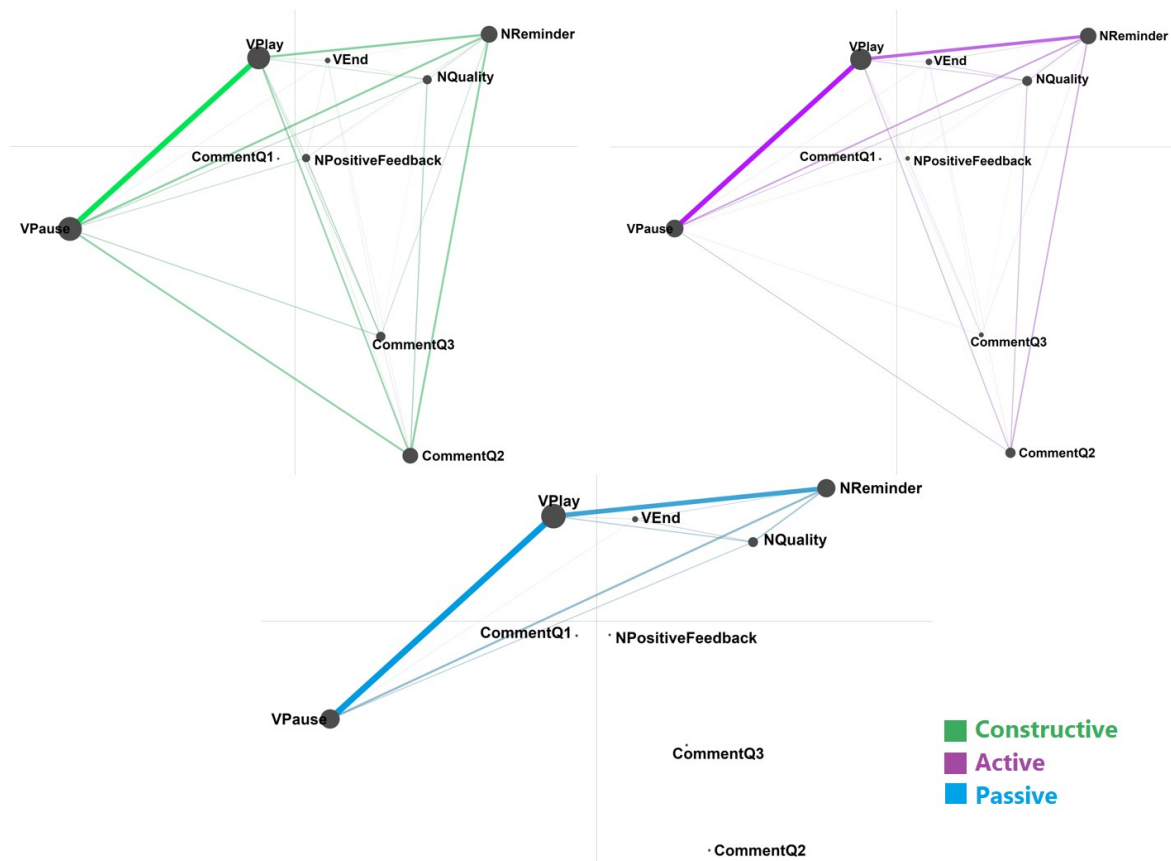 VPlay
NReminder
VEnd
NQuality
CommentQ1
NPositiveFeedback
VPause
CommentQ3
CommentQ2
VPlay
NReminder
VEnd
NQuality
CommentQ1
NPositiveFeedback
VPause
CommentQ3
CommentQ2
VPlay
NReminder
VEnd
NQuality
CommentQ1
NPositiveFeedback
VPause
CommentQ3
CommentQ2
Constructive
Active
Passive